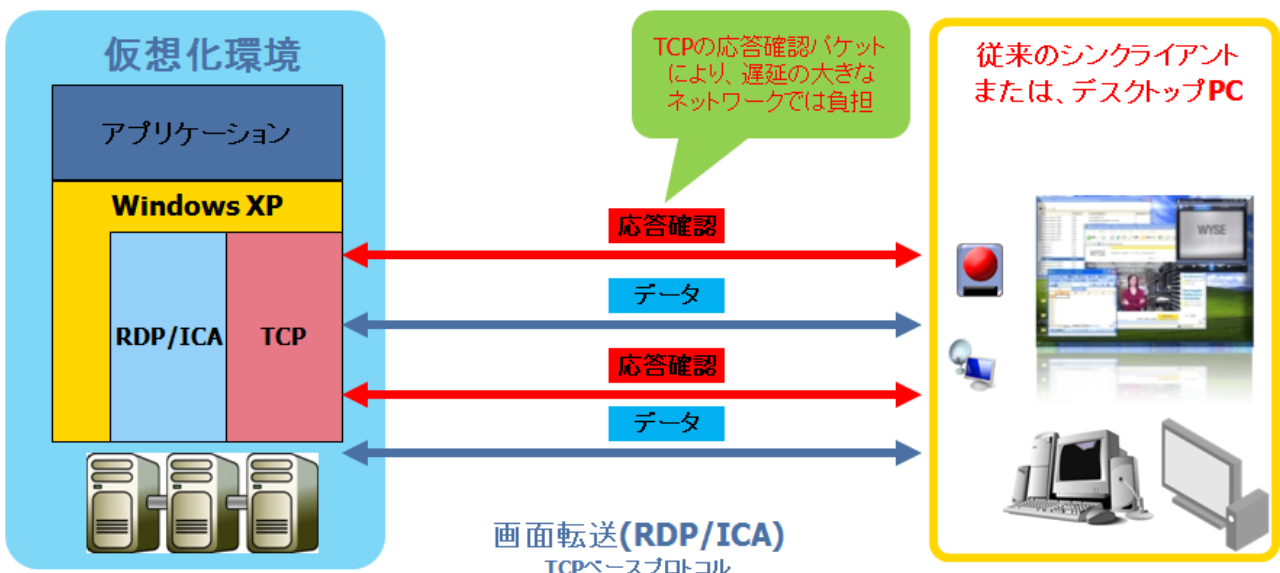 仮想化環境
アプリケーション
Windows XP
RDP/ICA
TCP
TCPの応答確認パケット
により、遅延の大きな
ネットワークでは負担
応答確認
データ
応答確認
データ
画面転送(RDP/ICA)
TCPベースプロトコル
従来のシンクライアント
または、デスクトップPC
WYSE